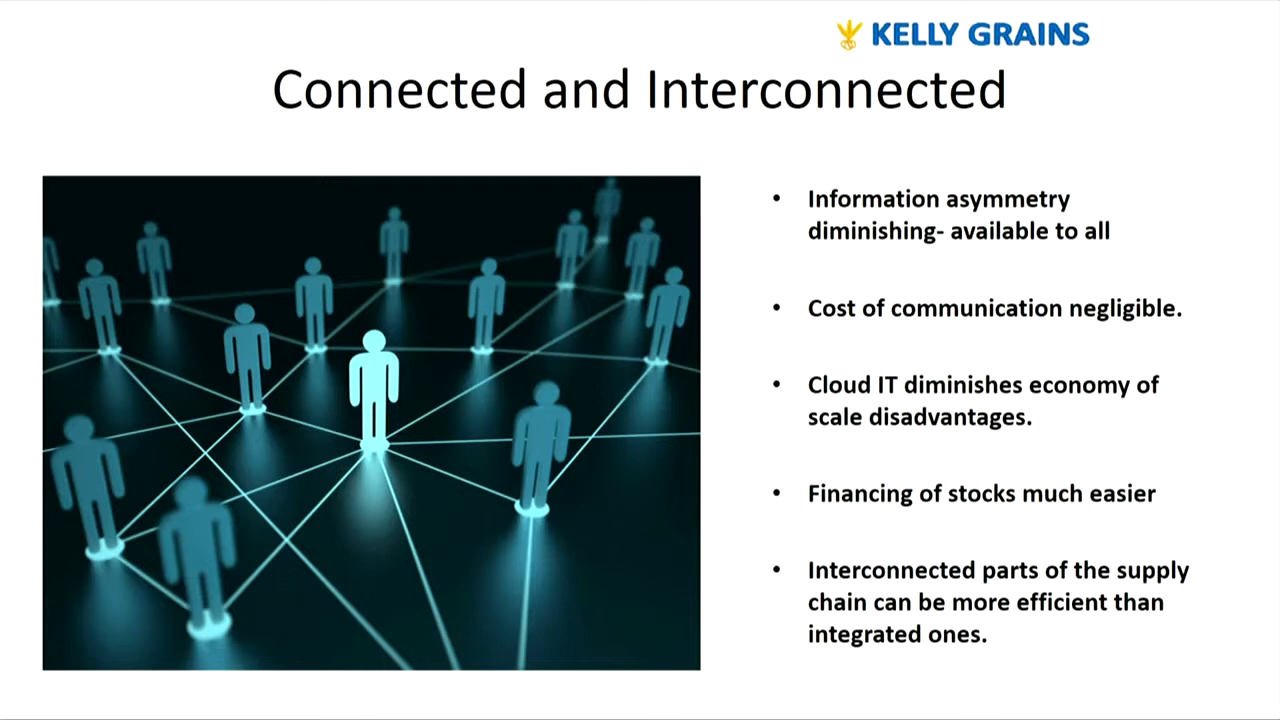 KELLY GRAINS
Connected and Interconnected
• Information asymmetry
diminishing- available to all
• Cost of communication negligible.
• Cloud IT diminishes economy of
scale disadvantages.
• Financing of stocks much easier
• Interconnected parts of the supply
chain can be more efficient than
integrated ones.